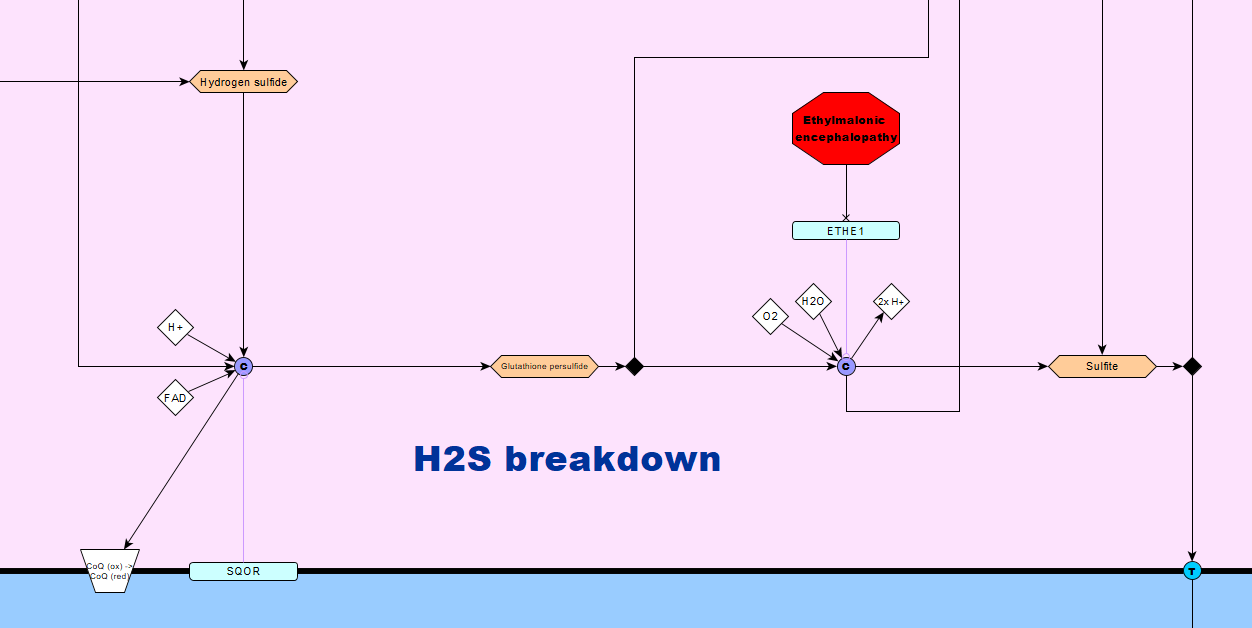 Hydrogen sulfide
Ethylmalonic
encephalopathy
ETHE1
O2
H2O
2x H+
H+
C
Glutathione persulfide
C
Sulfite
FAD
H2S breakdown
CoQ (ox) ->
CoQ (red)
SQOR
T